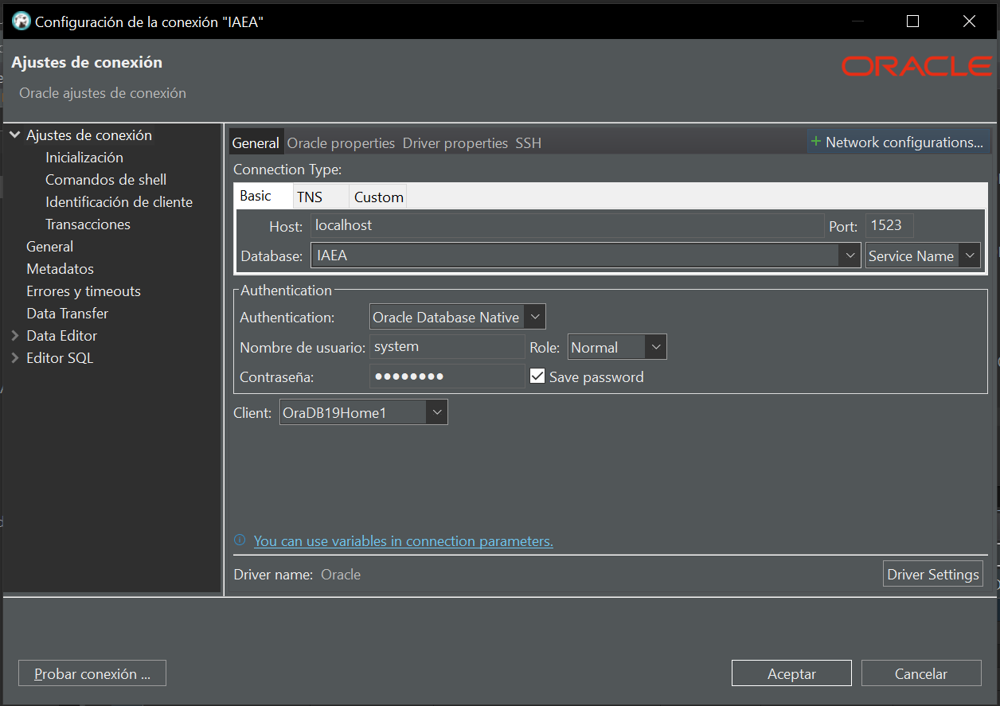 Configuración de la conexión "IAEA"
Ajustes de conexión
ORACLE
Oracle ajustes de conexión
Ajustes de conexión
Inicialización
Comandos de shell
Identificación de cliente
Transacciones
General
Metadatos
Errores y timeouts
Data Transfer
Data Editor
Editor SQL
General Oracle properties Driver properties SSH
+ Network configurations...
Connection Type:
Basic TNS Custom
Host: localhost Port: 1523
Database: IAEA Service Name
Authentication
Authentication: Oracle Database Native
Nombre de usuario: system Role: Normal
Contraseña: ●●●●●●●● Save password
Client: OraDB19Home1
You can use variables in connection parameters.
Driver name: Oracle Driver Settings
Probar conexión ... Aceptar Cancelar